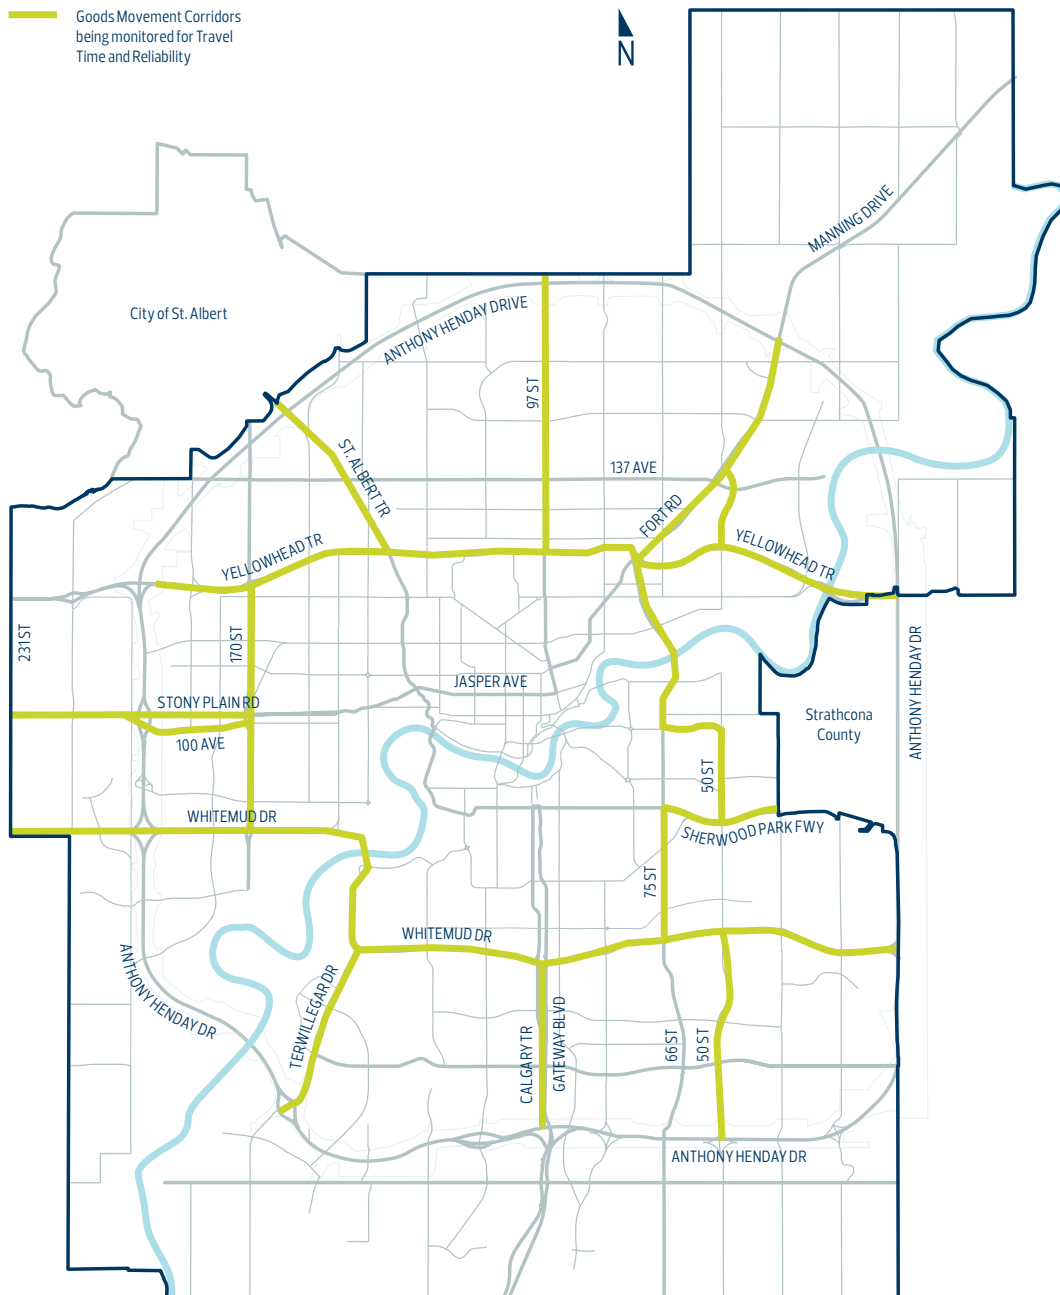 Goods Movement Corridors
being monitored for Travel
Time and Reliability
N
MANNING DRIVE
City of St. Albert
ANTHONY HENDAY DRIVE
97 ST
ST. ALBERT TR
137 AVE
FORT RD
YELLOWHEAD TR
YELLOWHEAD TR
231 ST
170 ST
ANTHONY HENDAY DR
JASPER AVE
STONY PLAIN RD
Strathcona
County
100 AVE
50 ST
WHITEMUD DR
SHERWOOD PARK FWY
75 ST
WHITEMUD DR
ANTHONY HENDAY DR
TERWILLEGAR DR
CALGARY TR
GATEWAY BLVD
66 ST
50 ST
ANTHONY HENDAY DR